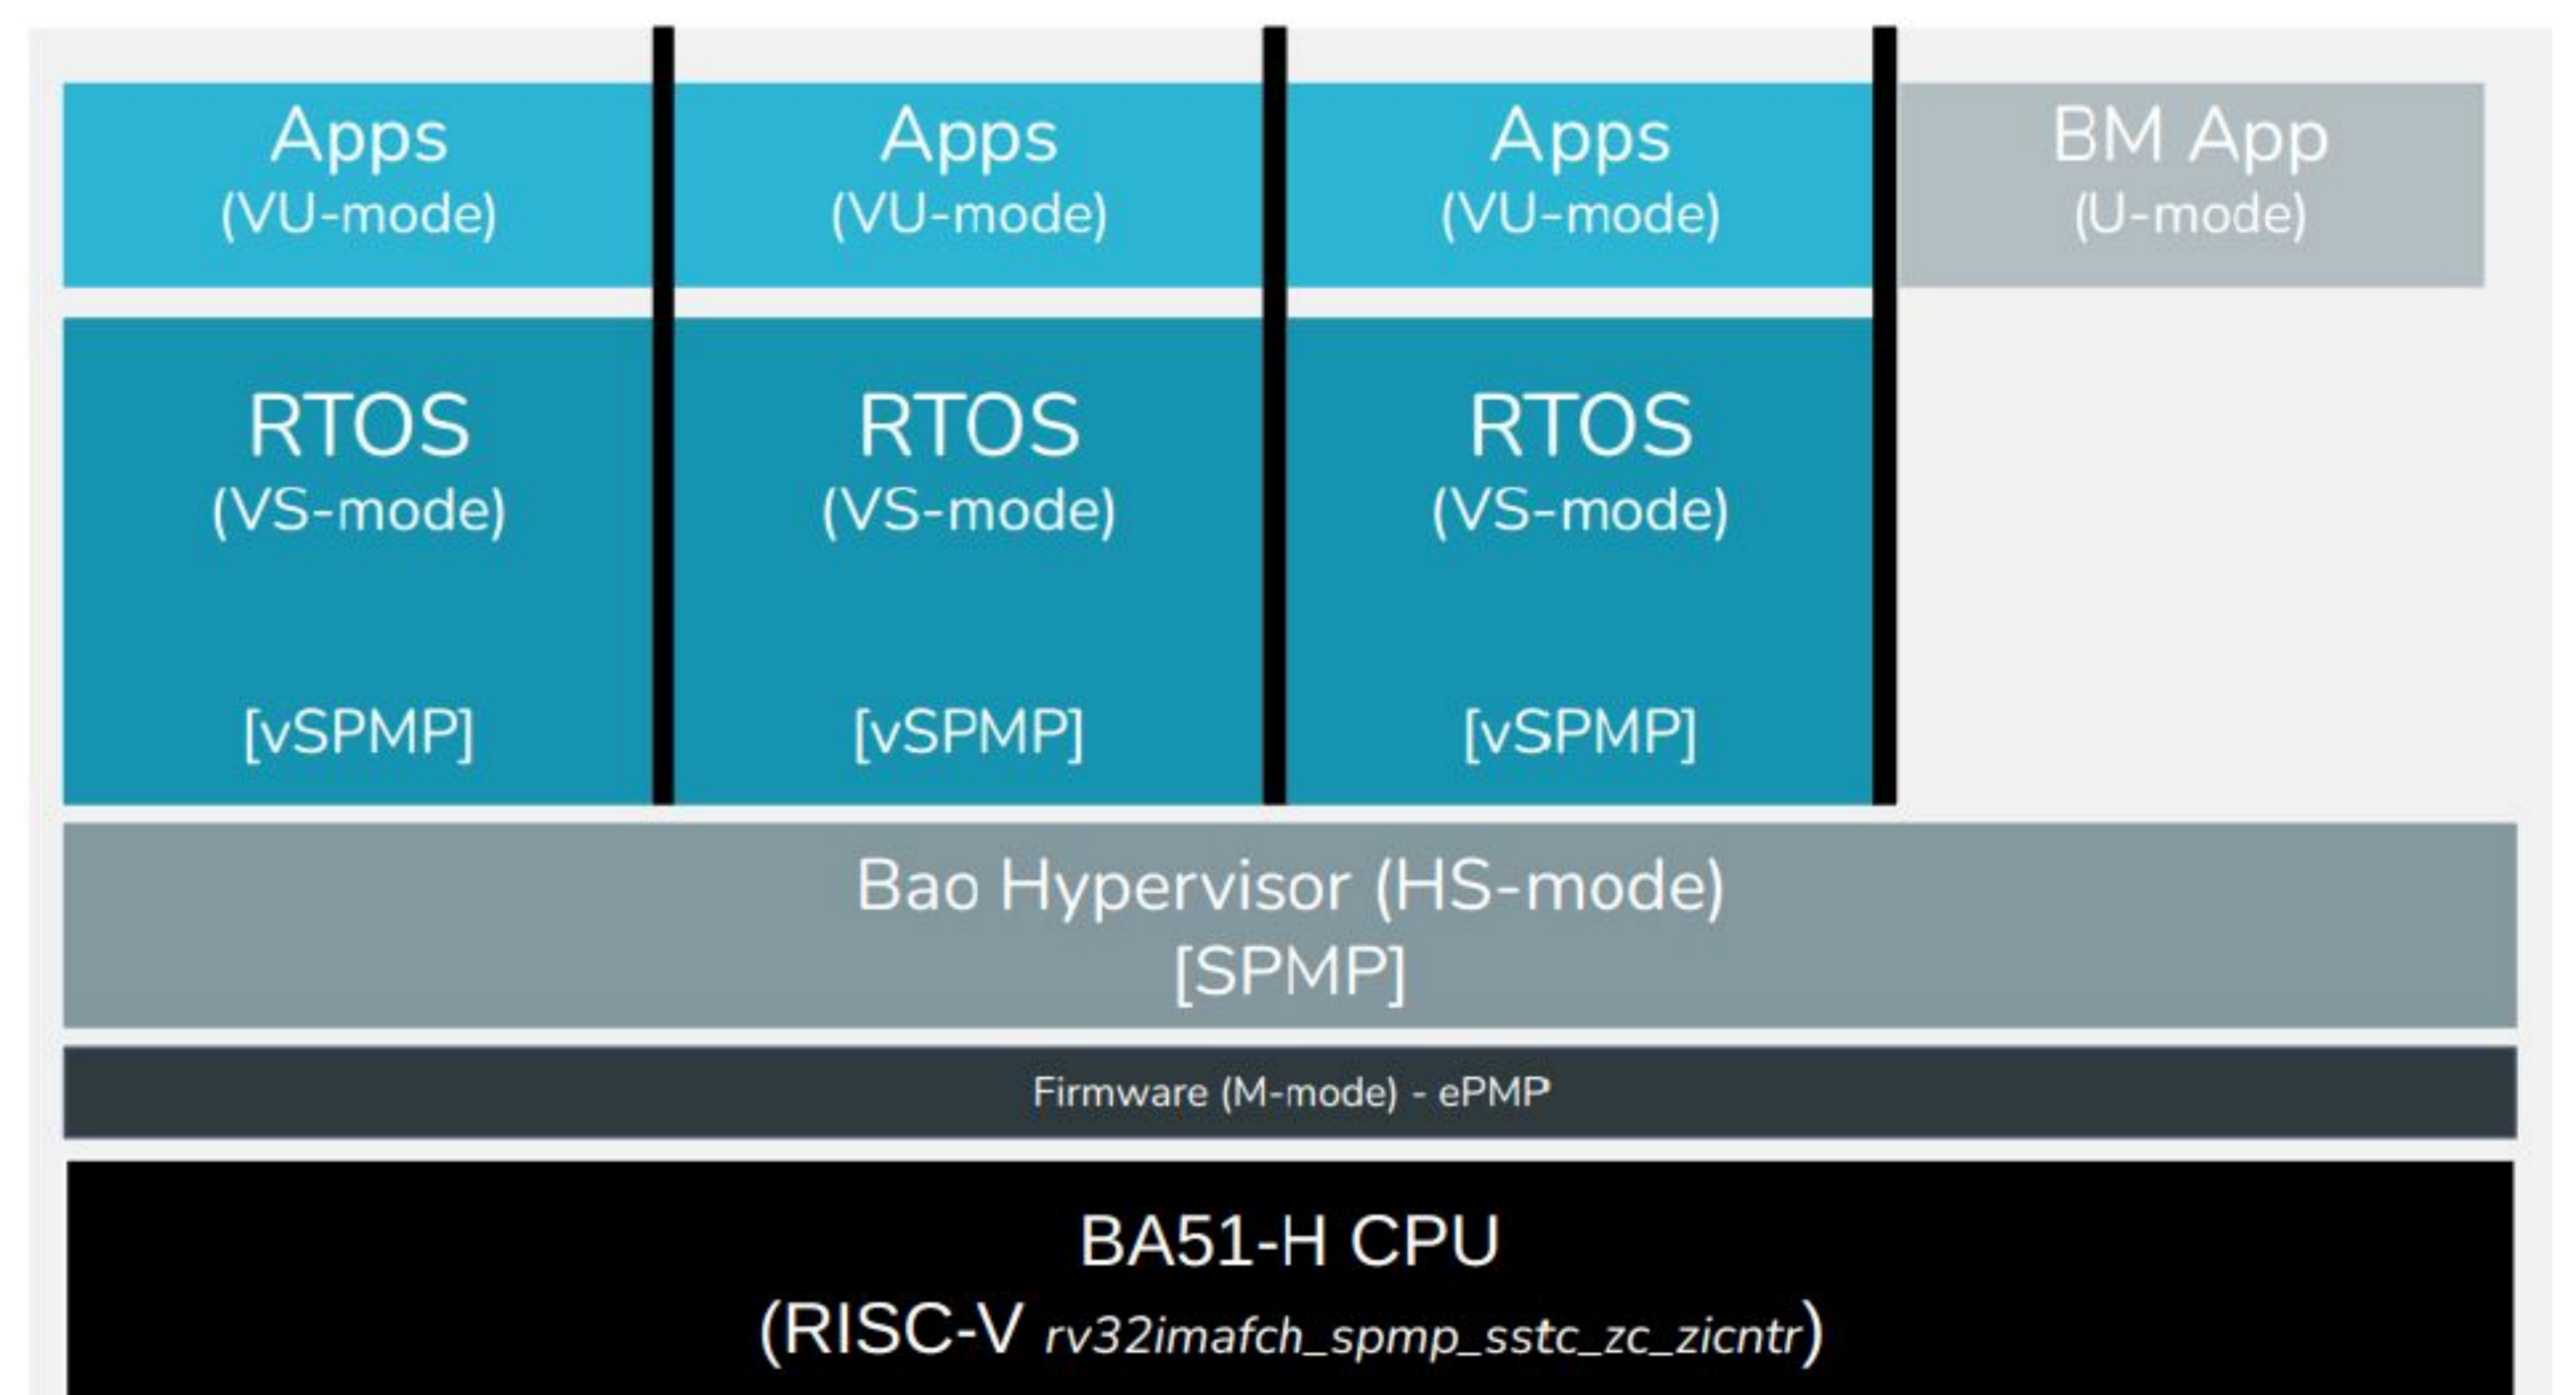 Apps
(VU-mode)
Apps
(VU-mode)
Apps
(VU-mode)
BM App
(U-mode)
RTOS
(VS-mode)
[vSPMP]
RTOS
(VS-mode)
[vSPMP]
RTOS
(VS-mode)
[vSPMP]
Bao Hypervisor (HS-mode)
[SPMP]
Firmware (M-mode) - ePMP
BA51-H CPU
(RISC-V rv32imafch_spmp_sstc_zc_zicntr)